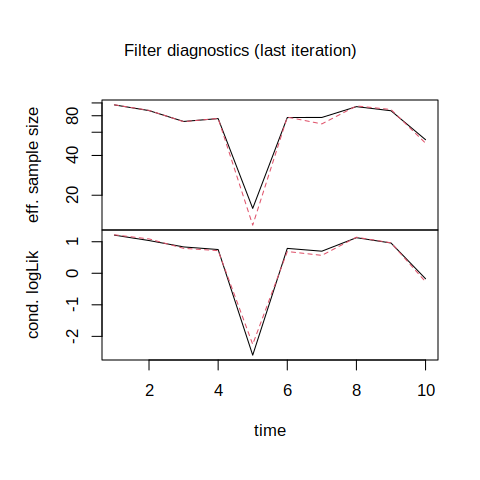 Filter diagnostics (last iteration)
eff. sample size
80
40
20
cond. logLik
1
0
-1
-2
2 4 6 8 10
time